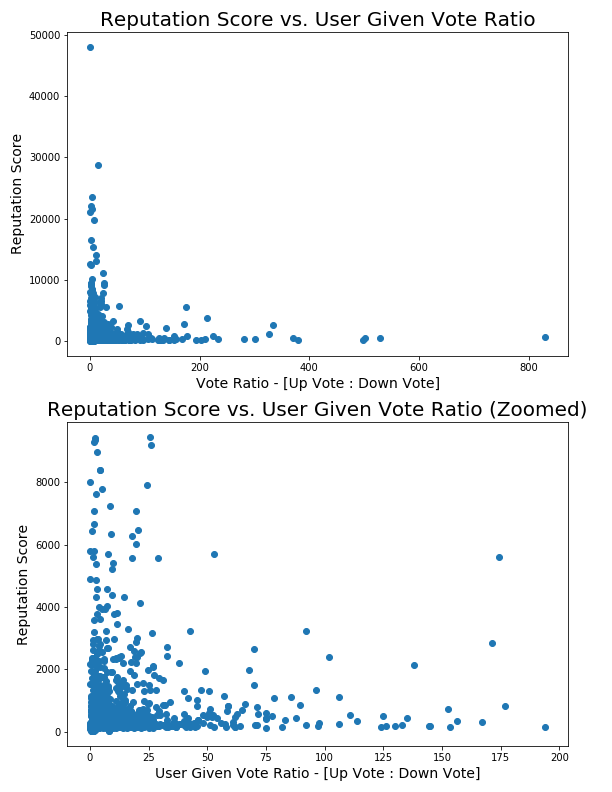 Reputation Score vs. User Given Vote Ratio
50000
40000
30000
20000
10000
0
Reputation Score
0 200 400 600 800
Vote Ratio - [Up Vote : Down Vote]
Reputation Score vs. User Given Vote Ratio (Zoomed)
8000
6000
4000
2000
0
Reputation Score
0 25 50 75 100 125 150 175 200
User Given Vote Ratio - [Up Vote : Down Vote]